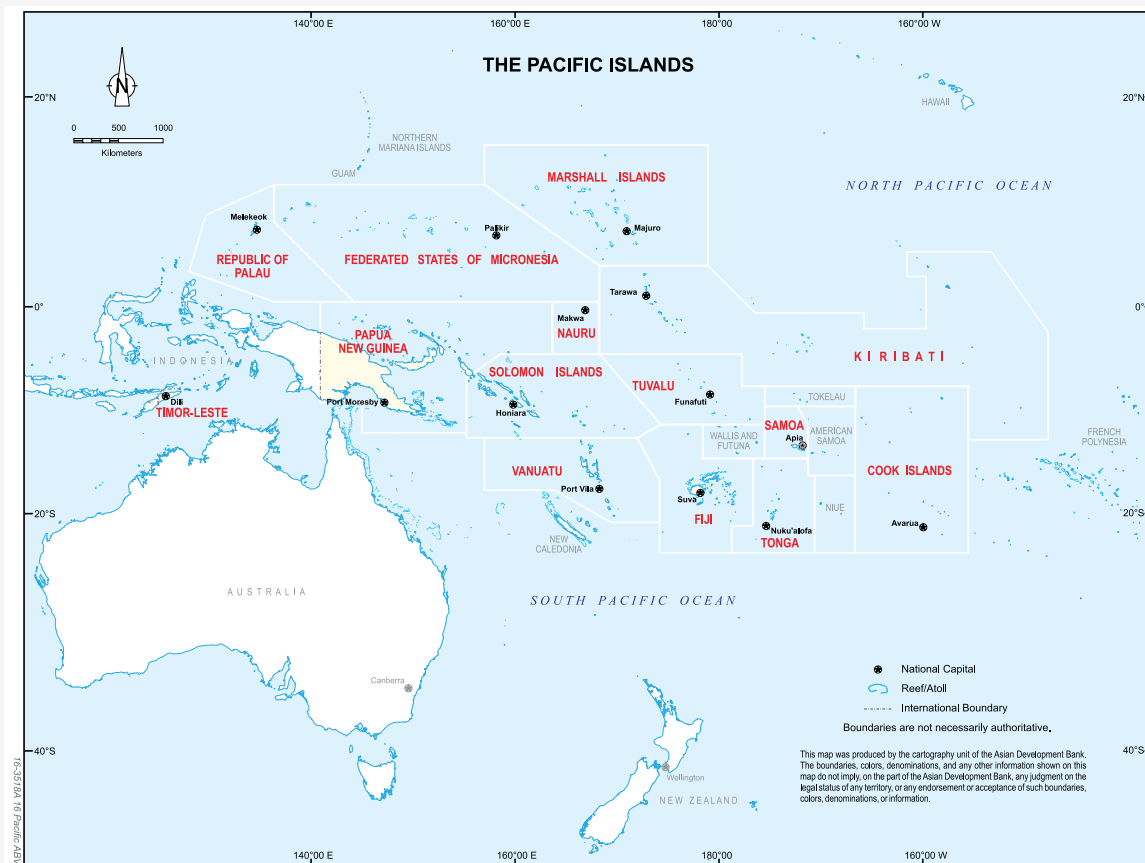 140°00' E
160°00' E
180°00'
160°00' W
THE PACIFIC ISLANDS
N
20°N
20°N
HAWAII
0
500
1000
Kilometers
NORTHERN
MARIANA ISLANDS
GUAM
MARSHALL ISLANDS
NORTH PACIFIC OCEAN
Melekeok
Palikir
Majuro
REPUBLIC OF
PALAU
FEDERATED STATES OF MICRONESIA
Tarawa
0°
0°
Makwa
NAURU
PAPUA
NEW GUINEA
KIRIBATI
INDONESIA
SOLOMON ISLANDS
TUVALU
Funafuti
TOKELAU
Dili
TIMOR-LESTE
Port Moresby
Honiara
SAMOA
Apia
AMERICAN
SAMOA
WALLIS AND
FUTUNA
FRENCH
POLYNESIA
VANUATU
COOK ISLANDS
Port Vila
Suva
FIJI
NIUE
Nuku'alofa
TONGA
Avarua
20°S
20°S
NEW
CALEDONIA
AUSTRALIA
SOUTH PACIFIC OCEAN
Canberra
National Capital
Reef/Atoll
International Boundary
Boundaries are not necessarily authoritative.
40°S
40°S
This map was produced by the cartography unit of the Asian Development Bank.
The boundaries, colors, denominations, and any other information shown on this
map do not imply, on the part of the Asian Development Bank, any judgment on the
legal status of any territory, or any endorsement or acceptance of such boundaries,
colors, denominations, or information.
Wellington
NEW ZEALAND
16-3518A 16 Pacific ABV
140°00' E
160°00' E
180°00'
160°00' W